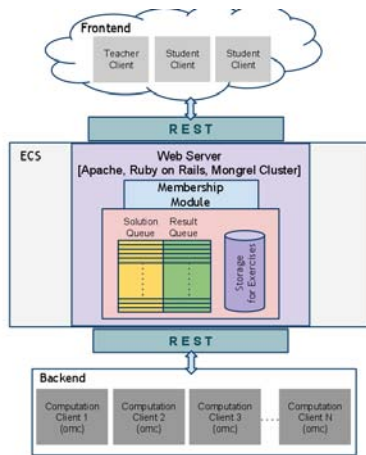 Frontend
Teacher Client
Student Client
Student Client
REST
ECS
Web Server
[Apache, Ruby on Rails, Mongrel Cluster]
Membership
Module
Solution Queue
Result Queue
Storage for Exercises
REST
Backend
Computation Client 1 (omc)
Computation Client 2 (omc)
Computation Client 3 (omc)
Computation Client N (omc)